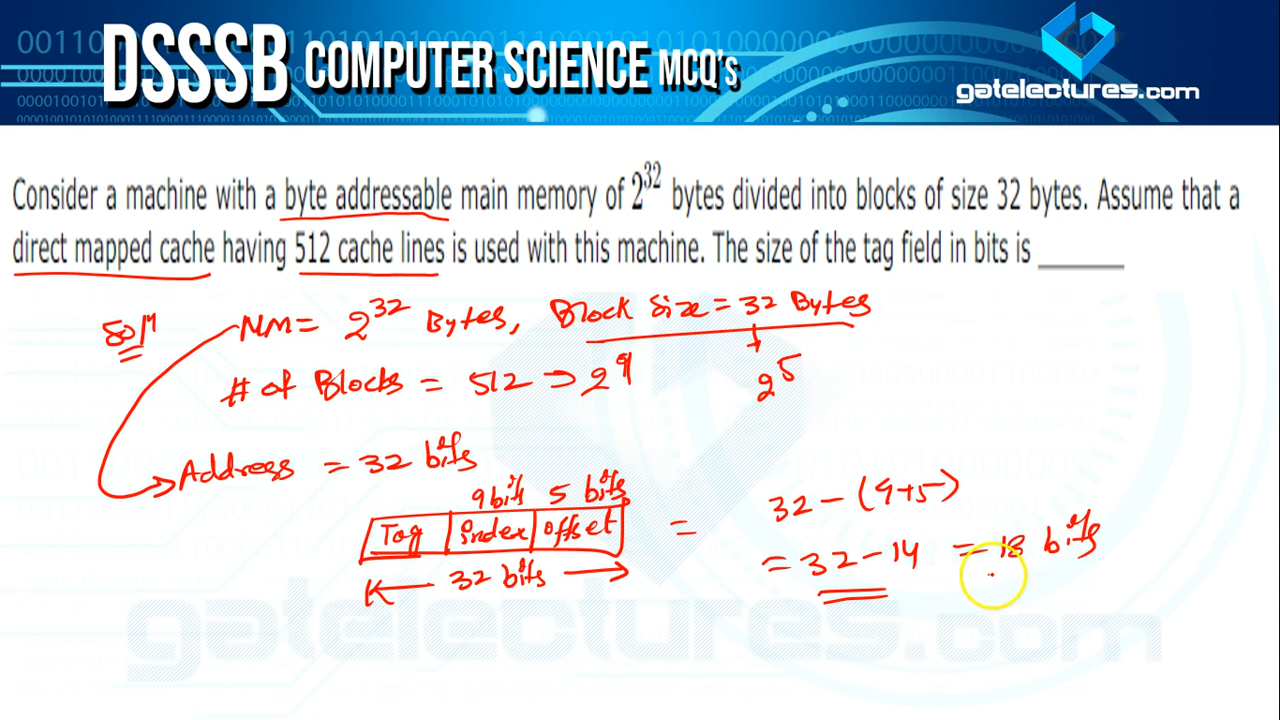 DSSSB COMPUTER SCIENCE MCQ's
gatelectures.com
Consider a machine with a byte addressable main memory of 2^32 bytes divided into blocks of size 32 bytes. Assume that a
direct mapped cache having 512 cache lines is used with this machine. The size of the tag field in bits is ________
Sol^n MM = 2^32 Bytes, Block Size = 32 Bytes
# of Blocks = 512 => 2^9 2^5
Address = 32 bits
9 bits 5 bits
Tag index offset = 32 - (9+5)
32 bits = 32 - 14 = 18 bits
gatelectures.com